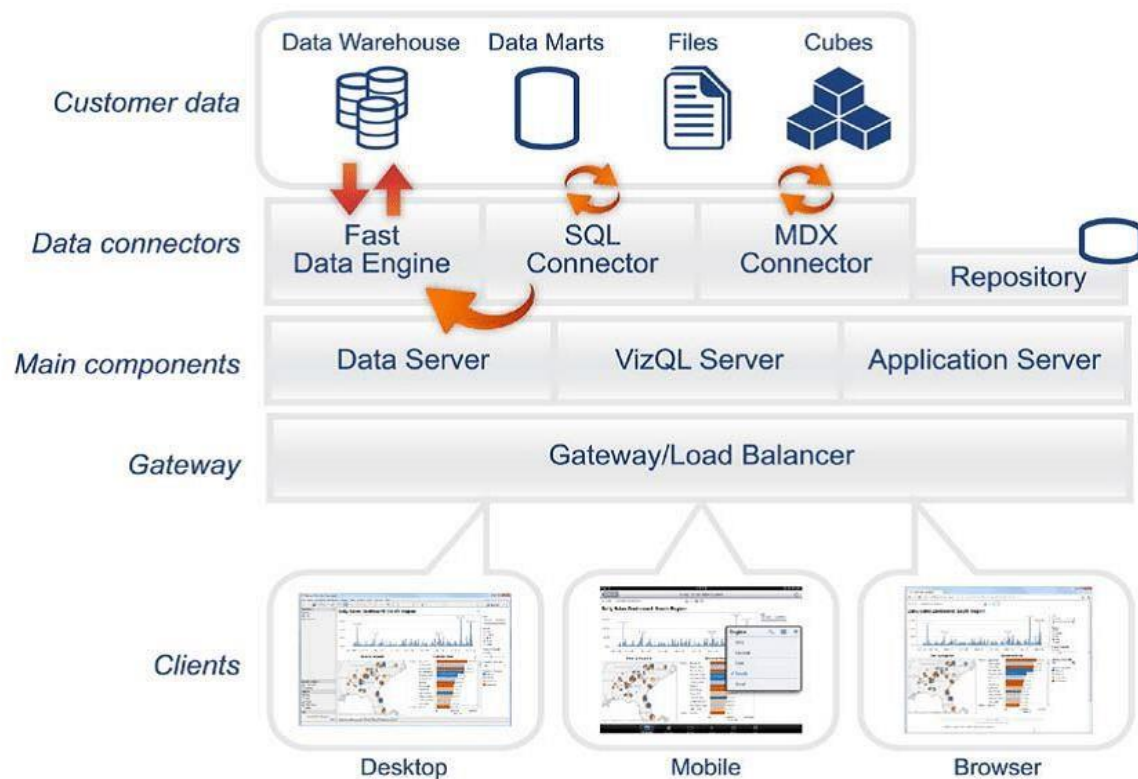 Data Warehouse
Data Marts
Files
Cubes
Customer data
Data connectors
Fast
Data Engine
SQL
Connector
MDX
Connector
Repository
Main components
Data Server
VizQL Server
Application Server
Gateway
Gateway/Load Balancer
Clients
Desktop
Mobile
Browser